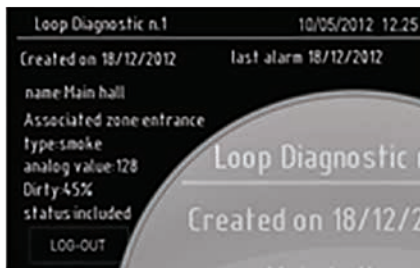 Loop Diagnostic n.1 10/05/2012 12.25
Created on 18/12/2012 last alarm 18/12/2012
name:Main hall
Associated zone:entrance
type:smoke
analog value:128
Dirty:45%
status:included
LOG-OUT
Loop Diagnostic
Created on 18/12/2